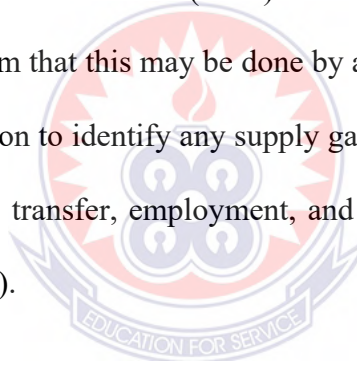 m that this may be done by a
on to identify any supply ga
transfer, employment, and
).
EDUCATION FOR SERVICE